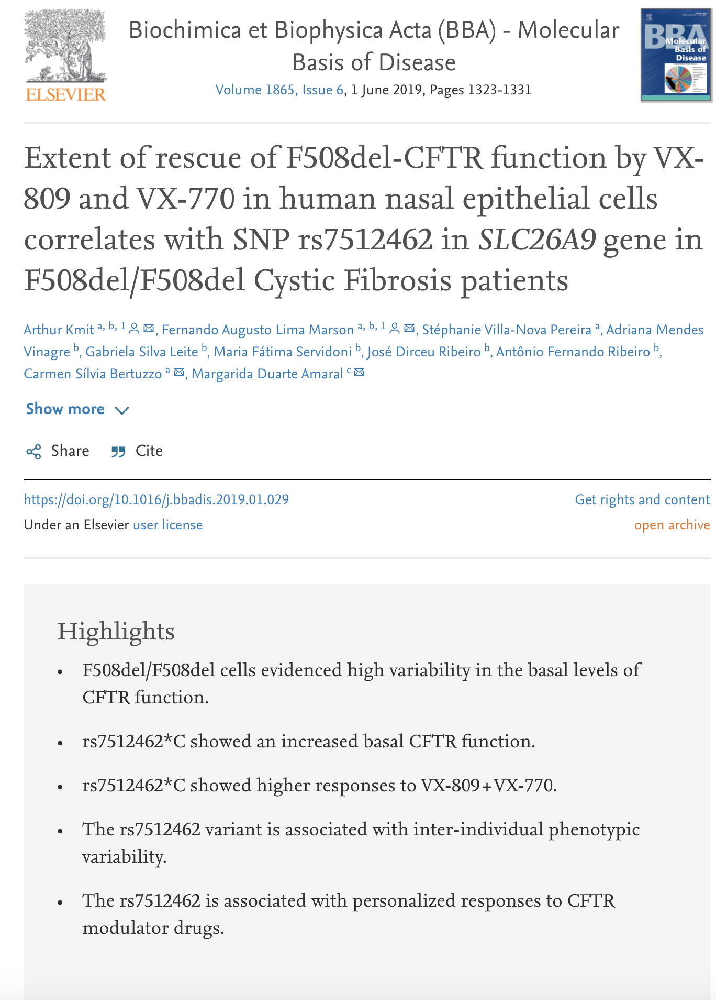 Biochimica et Biophysica Acta (BBA) - Molecular
Basis of Disease
Volume 1865, Issue 6, 1 June 2019, Pages 1323-1331
ELSEVIER
BBA
Molecular
Basis of
Disease
Extent of rescue of F508del-CFTR function by VX-
809 and VX-770 in human nasal epithelial cells
correlates with SNP rs7512462 in SLC26A9 gene in
F508del/F508del Cystic Fibrosis patients
Arthur Kmit a, b, 1, Fernando Augusto Lima Marson a, b, 1, Stéphanie Villa-Nova Pereira a, Adriana Mendes
Vinagre b, Gabriela Silva Leite b, Maria Fátima Servidoni b, José Dirceu Ribeiro b, Antônio Fernando Ribeiro b,
Carmen Sílvia Bertuzzo a, Margarida Duarte Amaral c
Show more
Share Cite
https://doi.org/10.1016/j.bbadis.2019.01.029 Get rights and content
Under an Elsevier user license open archive
Highlights
• F508del/F508del cells evidenced high variability in the basal levels of
CFTR function.
• rs7512462*C showed an increased basal CFTR function.
• rs7512462*C showed higher responses to VX-809+VX-770.
• The rs7512462 variant is associated with inter-individual phenotypic
variability.
• The rs7512462 is associated with personalized responses to CFTR
modulator drugs.